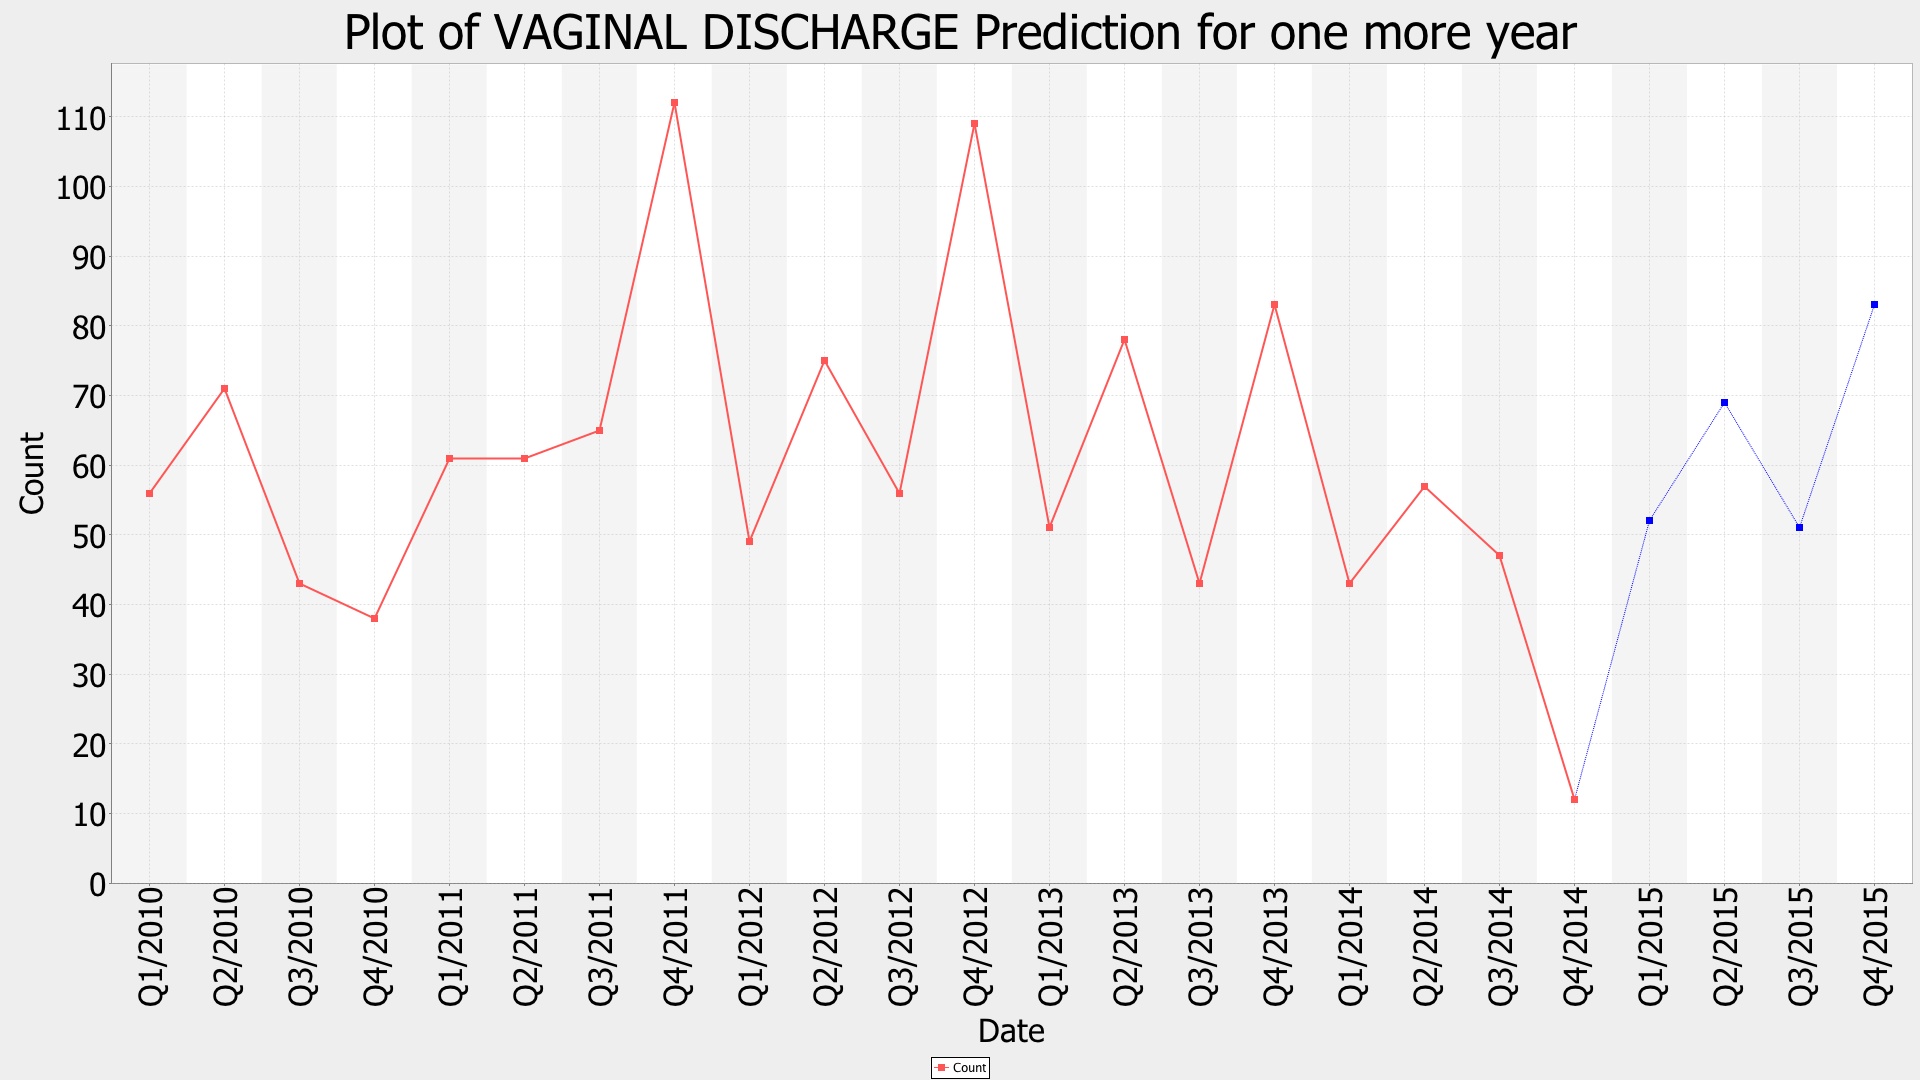 Plot of VAGINAL DISCHARGE Prediction for one more year
110
100
90
80
70
60
50
40
30
20
10
0
Count
Q1/2010
Q2/2010
Q3/2010
Q4/2010
Q1/2011
Q2/2011
Q3/2011
Q4/2011
Q1/2012
Q2/2012
Q3/2012
Q4/2012
Q1/2013
Q2/2013
Q3/2013
Q4/2013
Q1/2014
Q2/2014
Q3/2014
Q4/2014
Q1/2015
Q2/2015
Q3/2015
Q4/2015
Date
Count